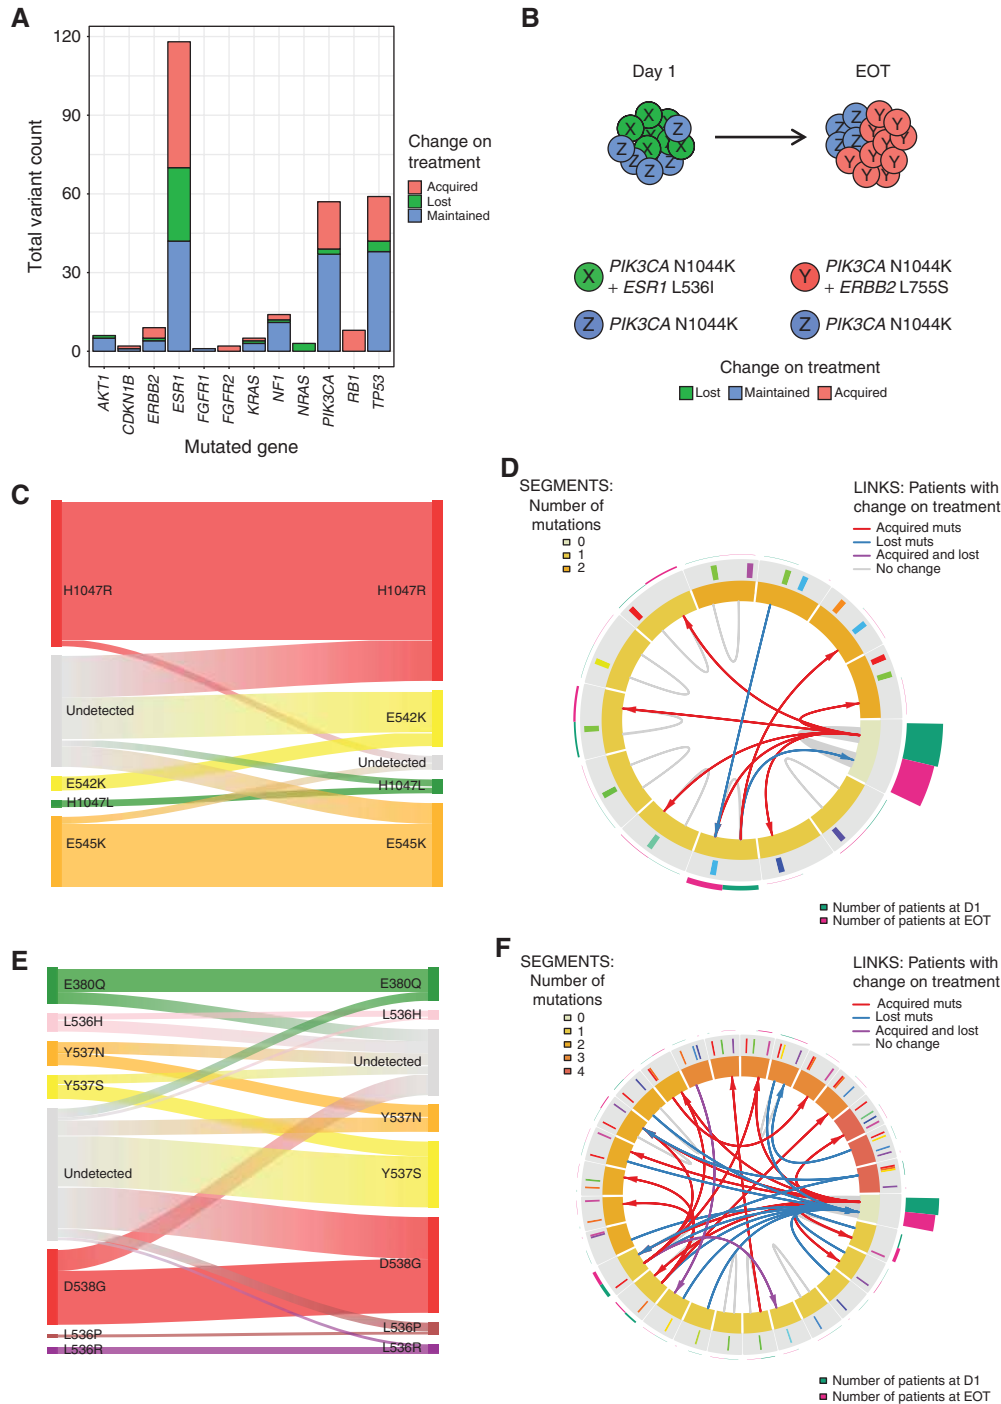 A
120
90
60
30
0
Total variant count
AKT1
CDKN1B
ERBB2
ESR1
FGFR1
FGFR2
KRAS
NF1
NRAS
PIK3CA
RB1
TP53
Mutated gene
Change on
treatment
Acquired
Lost
Maintained
B
Day 1
EOT
X
X
X
X
X
Z
Z
Z
Z
Z
Z
Z
Z
Z
Y
Y
Y
Y
Y
Y
Y
Y
Y
Y
X
PIK3CA N1044K
+ ESR1 L536I
Y
PIK3CA N1044K
+ ERBB2 L755S
Z
PIK3CA N1044K
Z
PIK3CA N1044K
Change on treatment
Lost
Maintained
Acquired
C
H1047R
H1047R
Undetected
E542K
Undetected
E542K
H1047L
H1047L
E545K
E545K
D
SEGMENTS:
Number of
mutations
0
1
2
LINKS: Patients with
change on treatment
Acquired muts
Lost muts
Acquired and lost
No change
Number of patients at D1
Number of patients at EOT
E
E380Q
E380Q
L536H
L536H
Y537N
Undetected
Y537S
Y537N
Undetected
Y537S
D538G
D538G
L536P
L536P
L536R
L536R
F
SEGMENTS:
Number of
mutations
0
1
2
3
4
LINKS: Patients with
change on treatment
Acquired muts
Lost muts
Acquired and lost
No change
Number of patients at D1
Number of patients at EOT